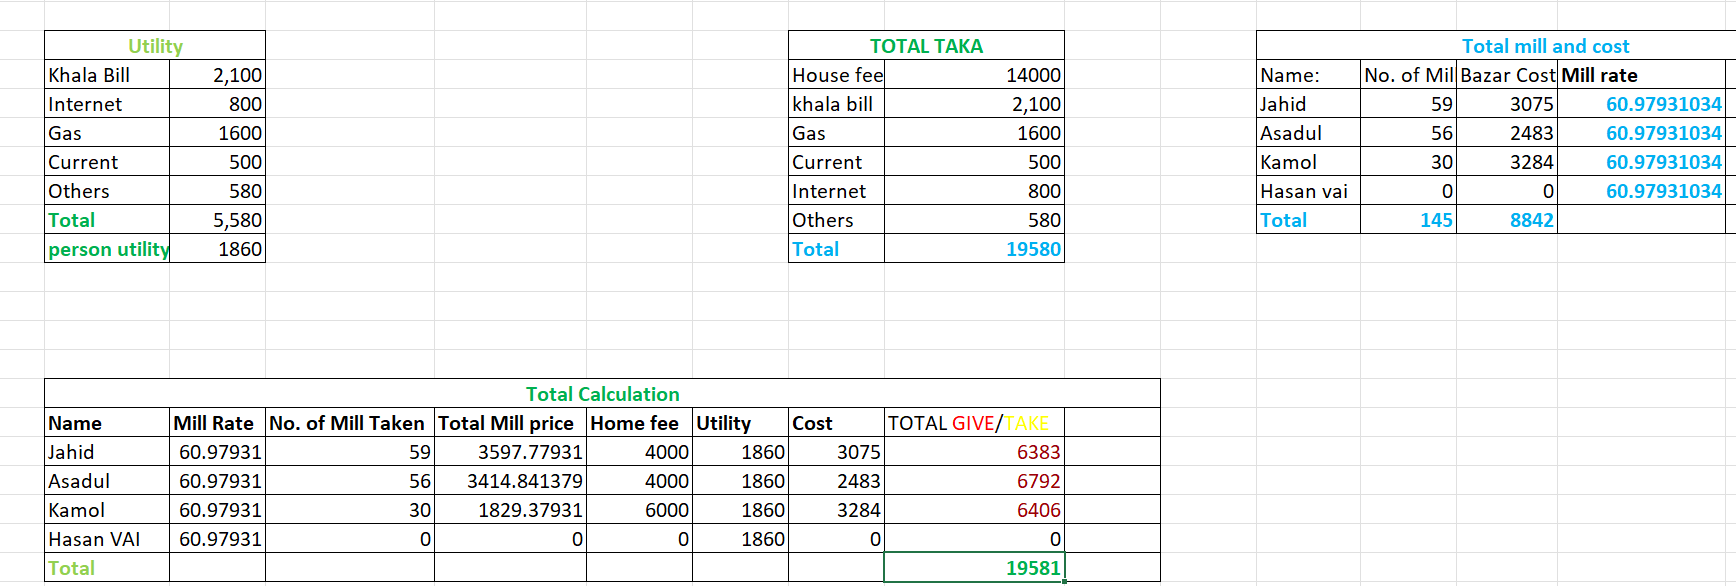 Utility
Khala Bill 2,100
Internet 800
Gas 1600
Current 500
Others 580
Total 5,580
person utility 1860
TOTAL TAKA
House fee 14000
khala bill 2,100
Gas 1600
Current 500
Internet 800
Others 580
Total 19580
Total mill and cost
Name: No. of Mil Bazar Cost Mill rate
Jahid 59 3075 60.97931034
Asadul 56 2483 60.97931034
Kamol 30 3284 60.97931034
Hasan vai 0 0 60.97931034
Total 145 8842
Total Calculation
Name Mill Rate No. of Mill Taken Total Mill price Home fee Utility Cost TOTAL GIVE/TAKE
Jahid 60.97931 59 3597.77931 4000 1860 3075 6383
Asadul 60.97931 56 3414.841379 4000 1860 2483 6792
Kamol 60.97931 30 1829.37931 6000 1860 3284 6406
Hasan VAI 60.97931 0 0 0 1860 0 0
Total 19581